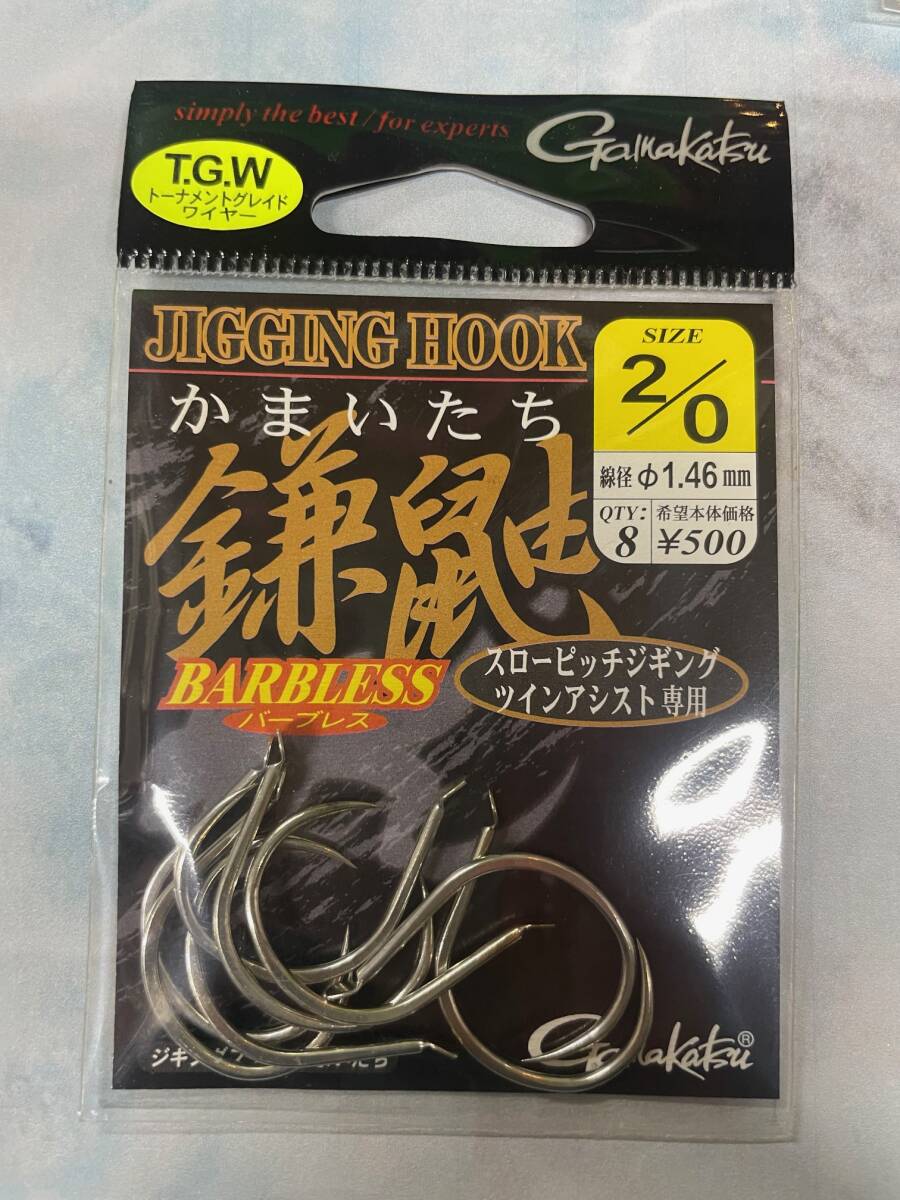 simply the best / for experts
Gamakatsu
T.G.W
トーナメントグレイド
ワイヤー
JIGGING HOOK
かまいたち
鎌鼬
BARBLESS
バーブレス
スローピッチジギング
ツインアシスト専用
SIZE
2/0
線径 φ1.46mm
QTY:
8
希望本体価格
¥500
Gamakatsu®